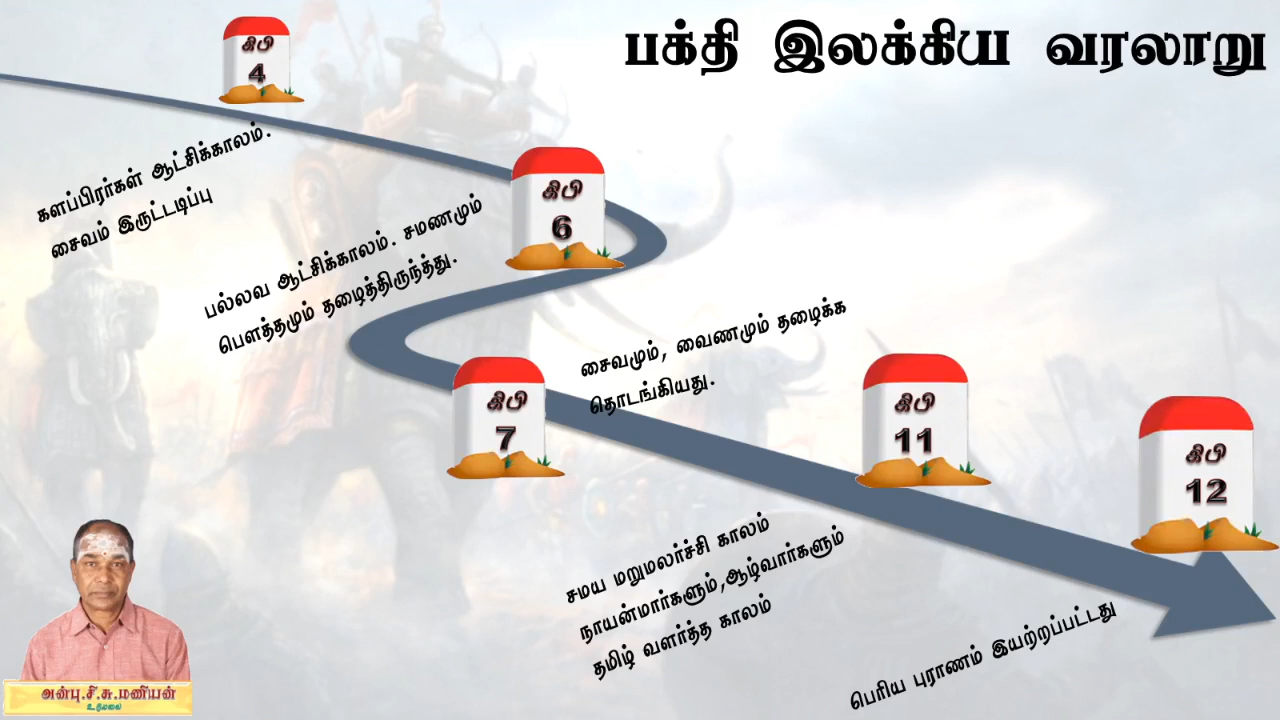 பக்தி இலக்கிய வரலாறு
கிபி
4
களப்பிரர்கள் ஆட்சிக்காலம்.
சைவம் இருட்டடிப்பு
கிபி
6
பல்லவ ஆட்சிக்காலம். சமணமும்
பௌத்தமும் தழைத்திருந்த்து.
கிபி
7
சைவமும், வைணமும் தழைக்க
தொடங்கியது.
கிபி
11
சமய மறுமலர்ச்சி காலம்
நாயன்மார்களும்,ஆழ்வார்களும்
தமிழ் வளர்த்த காலம்
கிபி
12
பெரிய புராணம் இயற்றப்பட்டது
அன்பு.சி.சு.மணியன்
உடுமலை